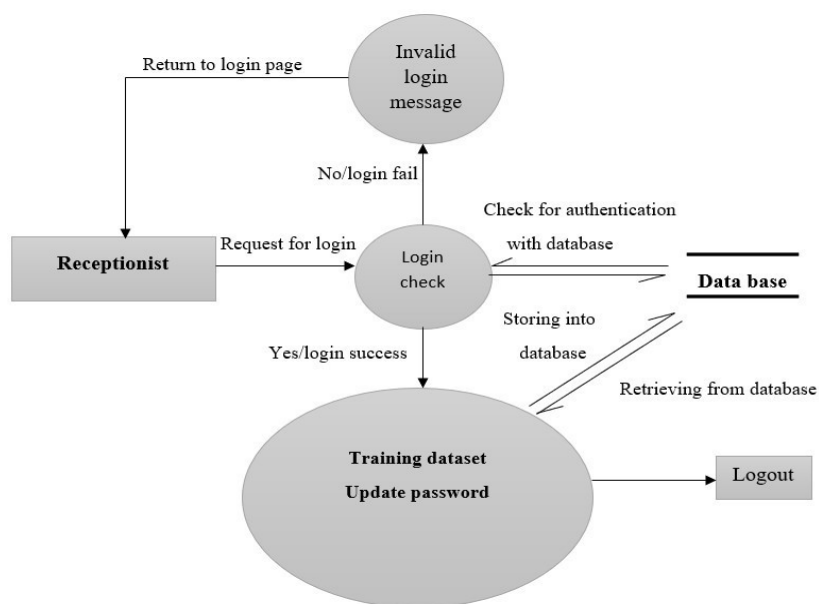 Invalid
login
message
Return to login page
No/login fail
Check for authentication
with database
Receptionist
Request for login
Login
check
Data base
Storing into
database
Yes/login success
Retrieving from database
Training dataset
Update password
Logout